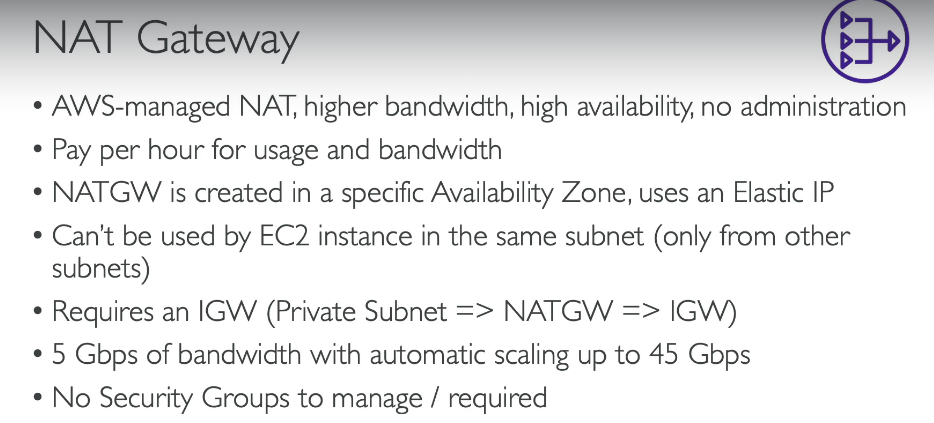 NAT Gateway
• AWS-managed NAT, higher bandwidth, high availability, no administration
• Pay per hour for usage and bandwidth
• NATGW is created in a specific Availability Zone, uses an Elastic IP
• Can’t be used by EC2 instance in the same subnet (only from other
subnets)
• Requires an IGW (Private Subnet => NATGW => IGW)
• 5 Gbps of bandwidth with automatic scaling up to 45 Gbps
• No Security Groups to manage / required